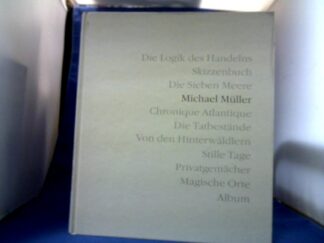 Die Logik des Handelns
Skizzenbuch
Die Sieben Meere
Michael Müller
Chronique Atlantique
Die Tatbestände
Von den Hinterwäldlern
Stille Tage
Privatgemächer
Magische Orte
Album